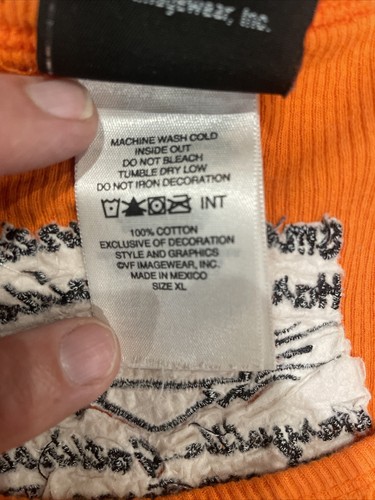 Imagewear, Inc.
MACHINE WASH COLD
INSIDE OUT
DO NOT BLEACH
TUMBLE DRY LOW
DO NOT IRON DECORATION
INT
100% COTTON
EXCLUSIVE OF DECORATION
STYLE AND GRAPHICS
©VF IMAGEWEAR, INC.
MADE IN MEXICO
SIZE XL